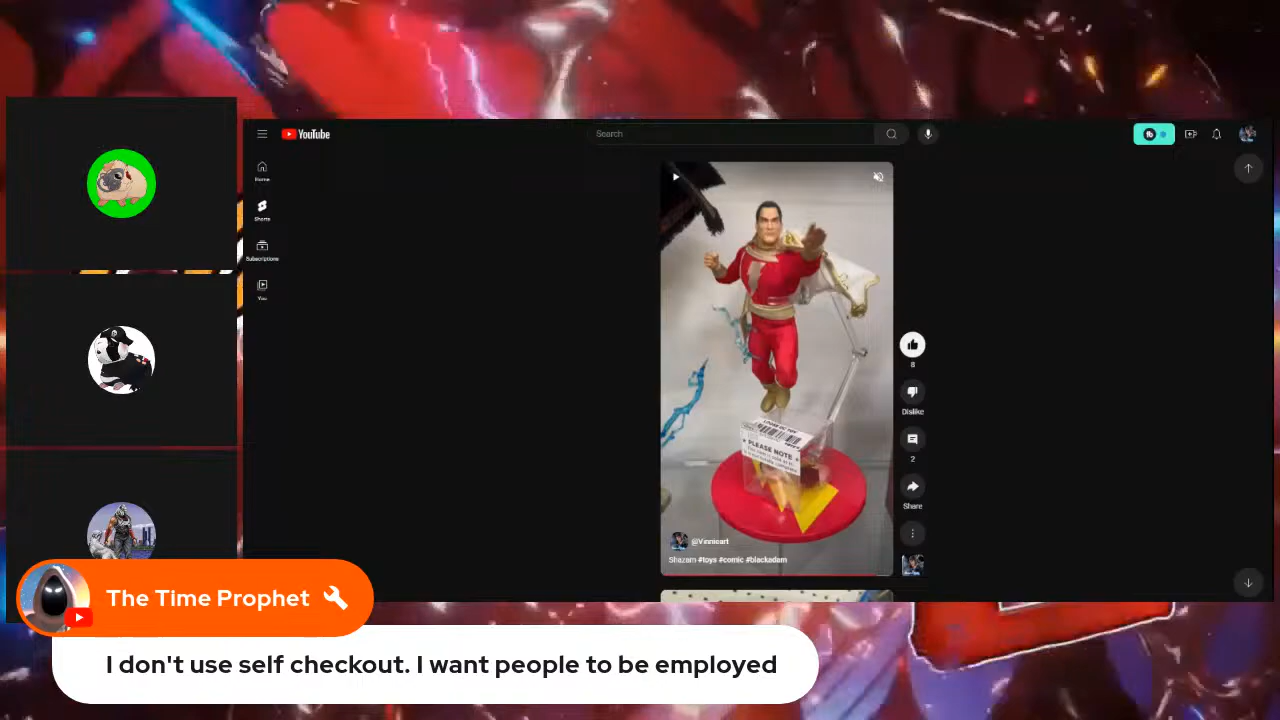 YouTube
Search
Home
Shorts
Subscriptions
You
PLEASE NOTE
8
Dislike
2
Share
@Vinnieart
Shazam #toys #comic #blackadam
The Time Prophet
I don't use self checkout. I want people to be employed